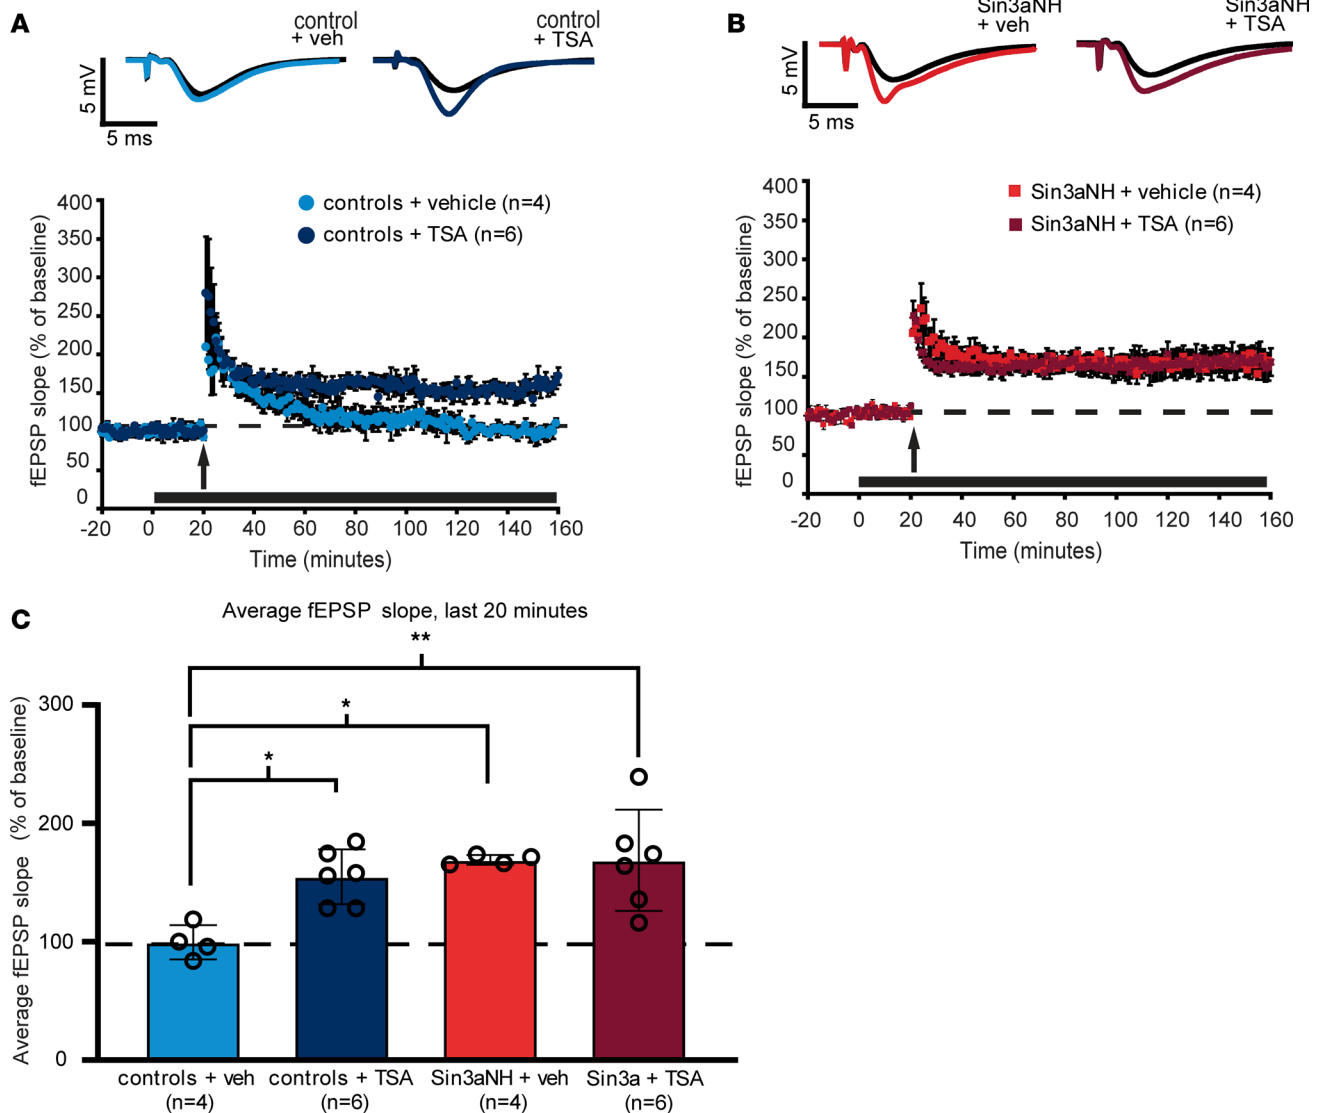 A
control
+ veh
control
+ TSA
5 mV
5 ms
fEPSP slope (% of baseline)
400
350
300
250
200
150
100
50
0
controls + vehicle (n=4)
controls + TSA (n=6)
-20 0 20 40 60 80 100 120 140 160
Time (minutes)
B
Sin3aNH
+ veh
Sin3aNH
+ TSA
5 mV
5 ms
fEPSP slope (% of baseline)
400
350
300
250
200
150
100
50
0
Sin3aNH + vehicle (n=4)
Sin3aNH + TSA (n=6)
-20 0 20 40 60 80 100 120 140 160
Time (minutes)
C
Average fEPSP slope, last 20 minutes
**
*
*
Average fEPSP slope (% of baseline)
300
200
100
0
controls + veh
(n=4)
controls + TSA
(n=6)
Sin3aNH + veh
(n=4)
Sin3a + TSA
(n=6)